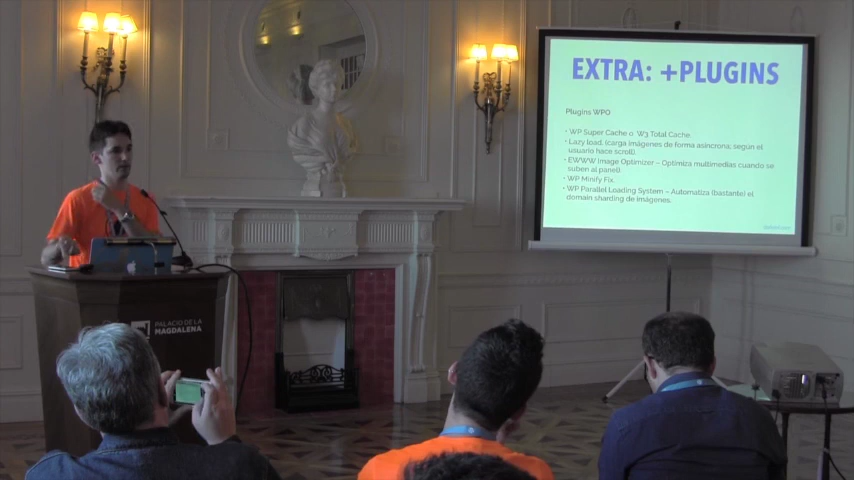 EXTRA: +PLUGINS
Plugins WPO
• WP Super Cache o W3 Total Cache.
• Lazy load. (carga imágenes de forma asíncrona, según el
usuario hace scroll).
• EWWW Image Optimizer – Optimiza multimedias cuando se
suben al panel.
• WP Minify Fix.
• WP Parallel Loading System – Automatiza (bastante) el
domain sharding de imágenes.
PALACIO DE LA
MAGDALENA